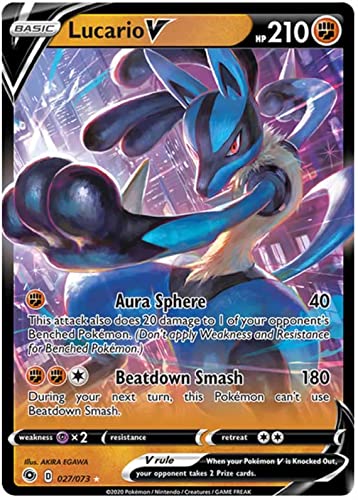 BASIC
Lucario V
HP 210
Aura Sphere 40
This attack also does 20 damage to 1 of your opponent's
Benched Pokémon. (Don't apply Weakness and Resistance
for Benched Pokémon.)
Beatdown Smash 180
During your next turn, this Pokémon can't use
Beatdown Smash.
weakness ×2 resistance retreat
Illus. AKIRA EGAWA
D 027/073
V rule When your Pokémon V is Knocked Out,
your opponent takes 2 Prize cards.
©2020 Pokémon / Nintendo / Creatures / GAME FREAK